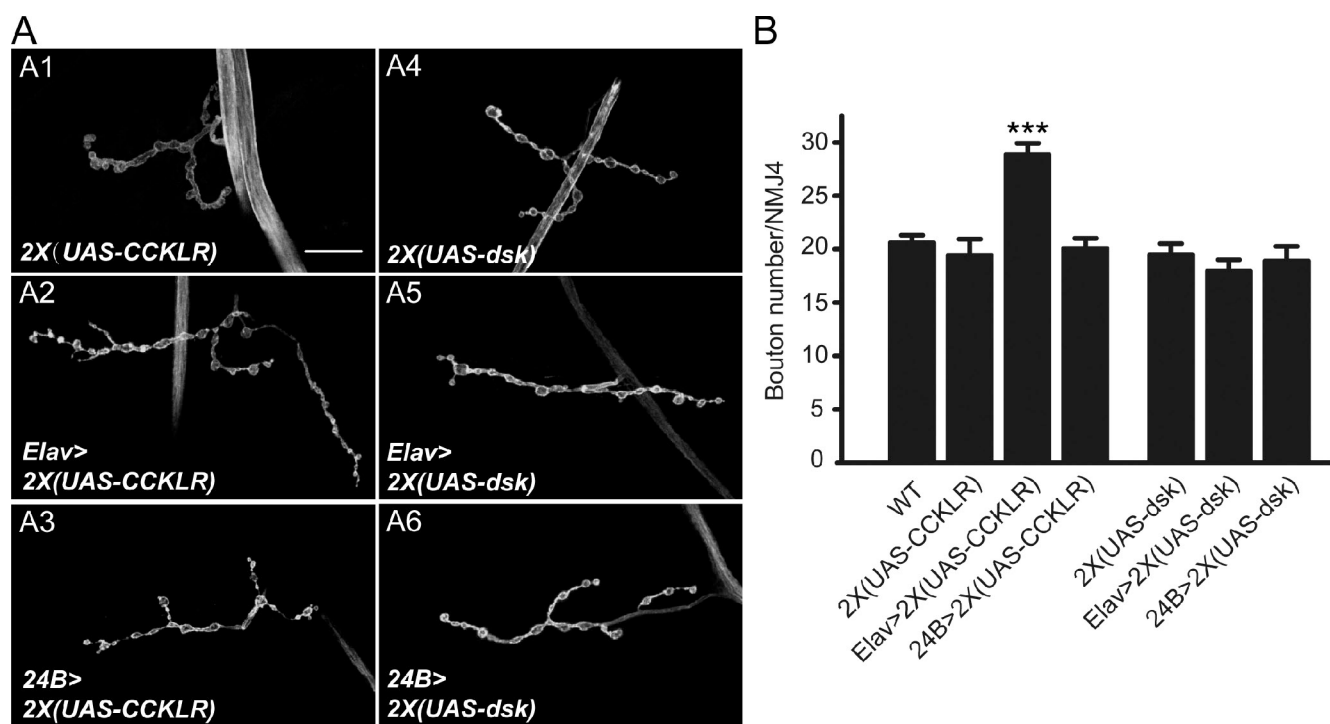 A
B
A1
2X(UAS-CCKLR)
A4
2X(UAS-dsk)
A2
Elav>
2X(UAS-CCKLR)
A5
Elav>
2X(UAS-dsk)
A3
24B>
2X(UAS-CCKLR)
A6
24B>
2X(UAS-dsk)
Bouton number/NMJ4
30
25
20
15
10
5
0
***
WT
2X(UAS-CCKLR)
Elav>2X(UAS-CCKLR)
24B>2X(UAS-CCKLR)
2X(UAS-dsk)
Elav>2X(UAS-dsk)
24B>2X(UAS-dsk)